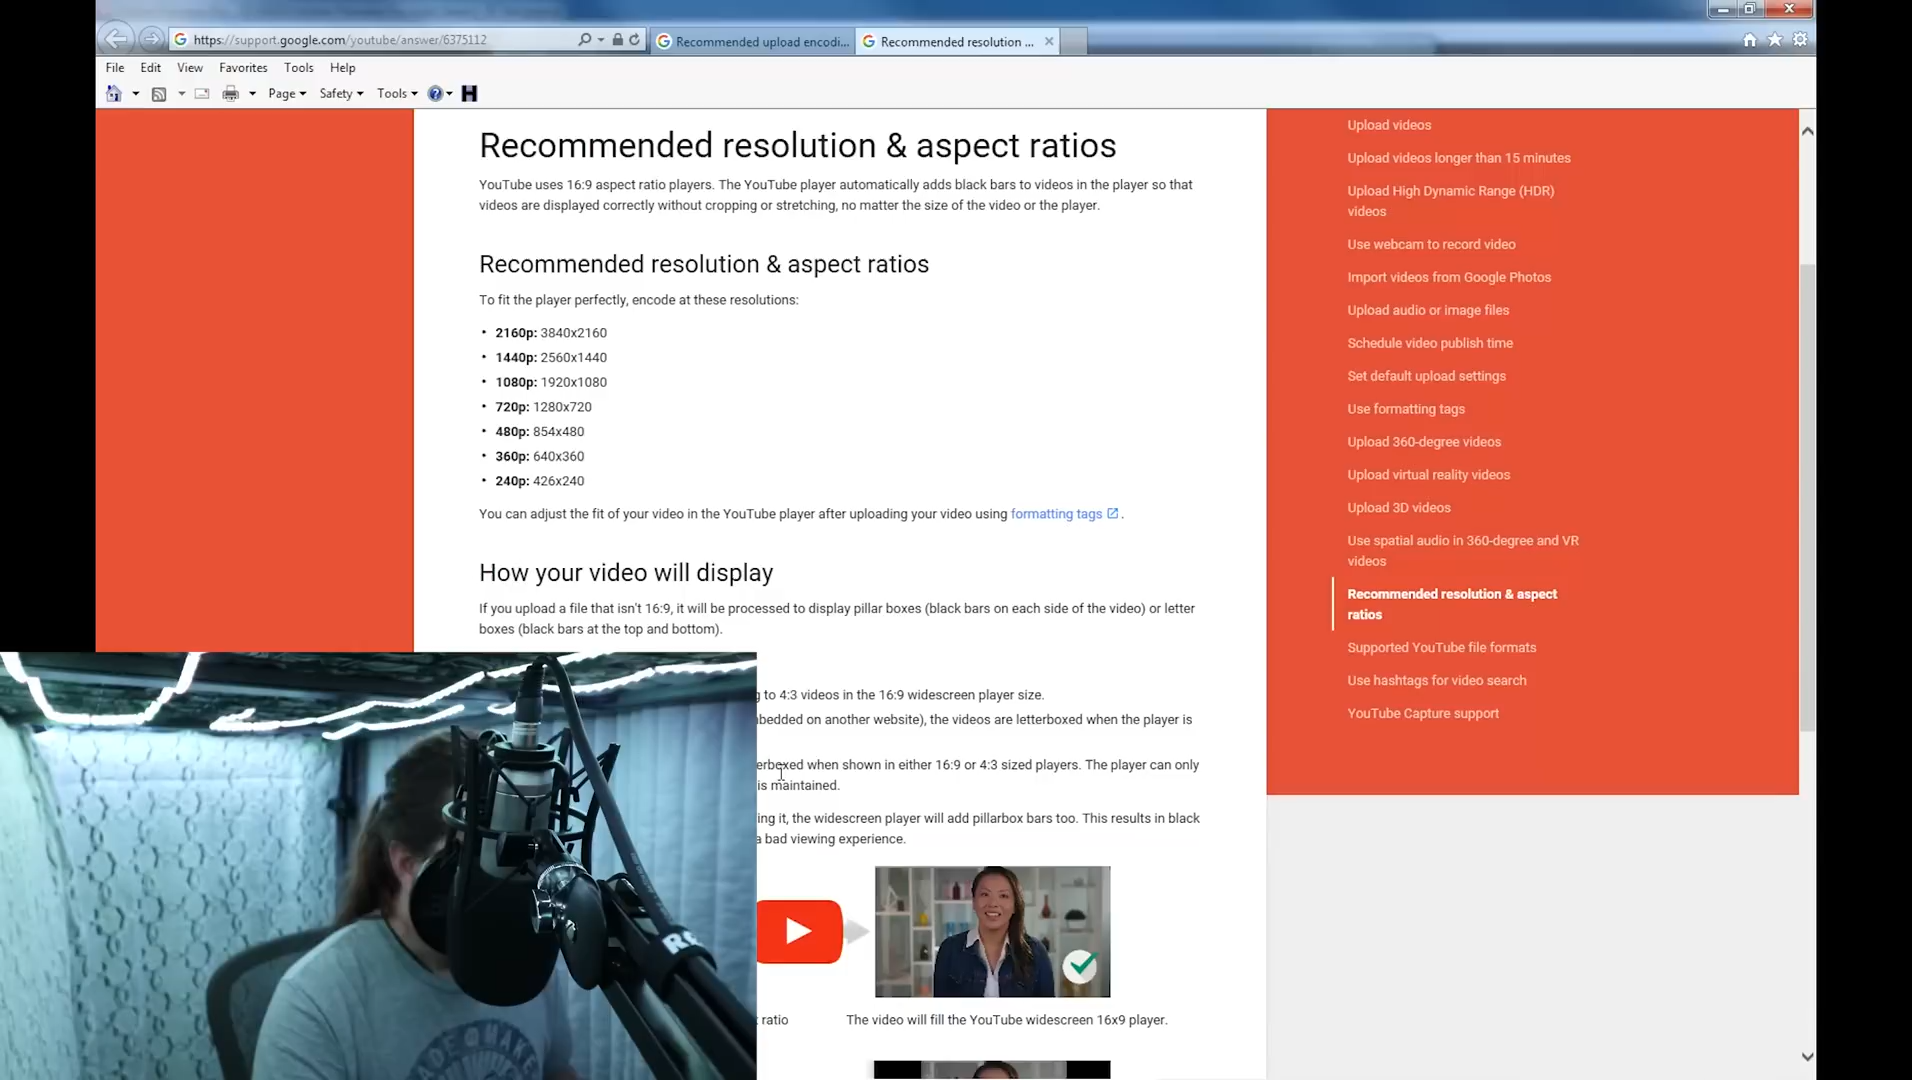 https://support.google.com/youtube/answer/6375112
Recommended upload encodi...
Recommended resolution ...
File Edit View Favorites Tools Help
Page Safety Tools
Recommended resolution & aspect ratios
YouTube uses 16:9 aspect ratio players. The YouTube player automatically adds black bars to videos in the player so that
videos are displayed correctly without cropping or stretching, no matter the size of the video or the player.
Recommended resolution & aspect ratios
To fit the player perfectly, encode at these resolutions:
• 2160p: 3840x2160
• 1440p: 2560x1440
• 1080p: 1920x1080
• 720p: 1280x720
• 480p: 854x480
• 360p: 640x360
• 240p: 426x240
You can adjust the fit of your video in the YouTube player after uploading your video using formatting tags .
How your video will display
If you upload a file that isn't 16:9, it will be processed to display pillar boxes (black bars on each side of the video) or letter
boxes (black bars at the top and bottom).
to 4:3 videos in the 16:9 widescreen player size.
on another website), the videos are letterboxed when the player is
when shown in either 16:9 or 4:3 sized players. The player can only
is maintained.
it, the widescreen player will add pillarbox bars too. This results in black
a bad viewing experience.
ratio
The video will fill the YouTube widescreen 16x9 player.
Upload videos
Upload videos longer than 15 minutes
Upload High Dynamic Range (HDR)
videos
Use webcam to record video
Import videos from Google Photos
Upload audio or image files
Schedule video publish time
Set default upload settings
Use formatting tags
Upload 360-degree videos
Upload virtual reality videos
Upload 3D videos
Use spatial audio in 360-degree and VR
videos
Recommended resolution & aspect
ratios
Supported YouTube file formats
Use hashtags for video search
YouTube Capture support